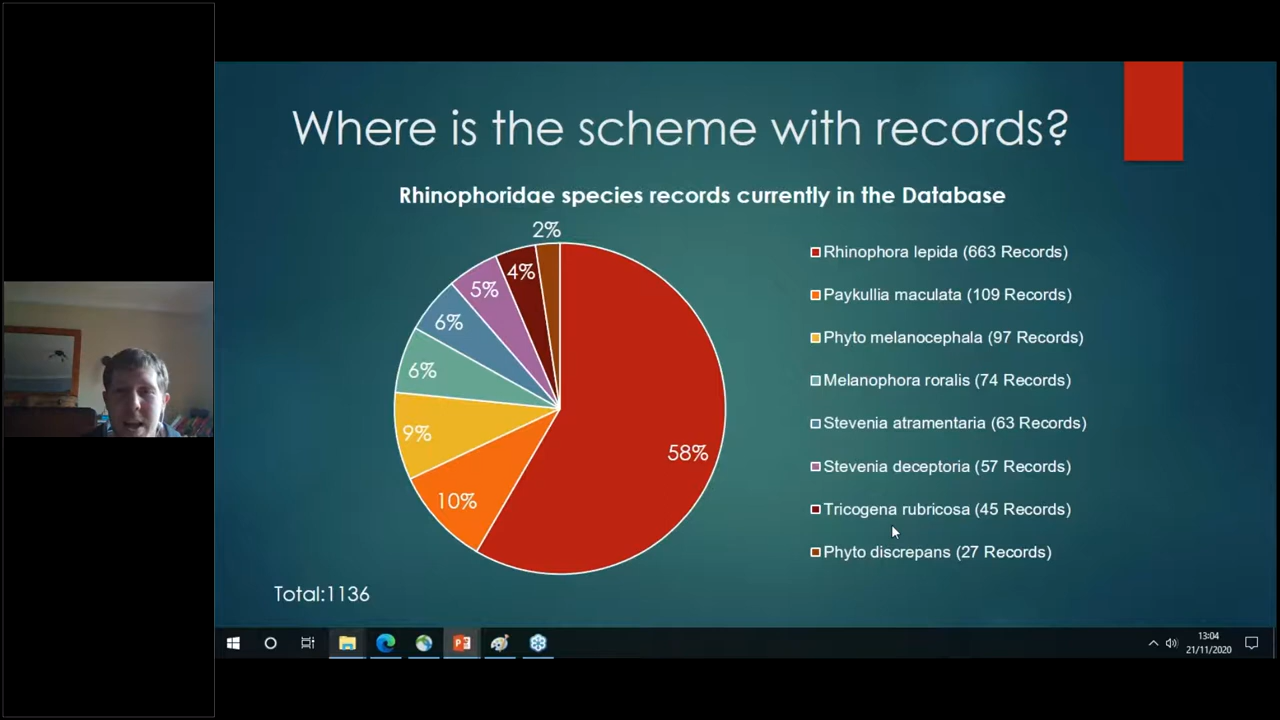 Where is the scheme with records?
Rhinophoridae species records currently in the Database
2%
4%
5%
6%
6%
9%
10%
58%
Rhinophora lepida (663 Records)
Paykullia maculata (109 Records)
Phyto melanocephala (97 Records)
Melanophora roralis (74 Records)
Stevenia atramentaria (63 Records)
Stevenia deceptoria (57 Records)
Tricogena rubricosa (45 Records)
Phyto discrepans (27 Records)
Total:1136
13:04
21/11/2020